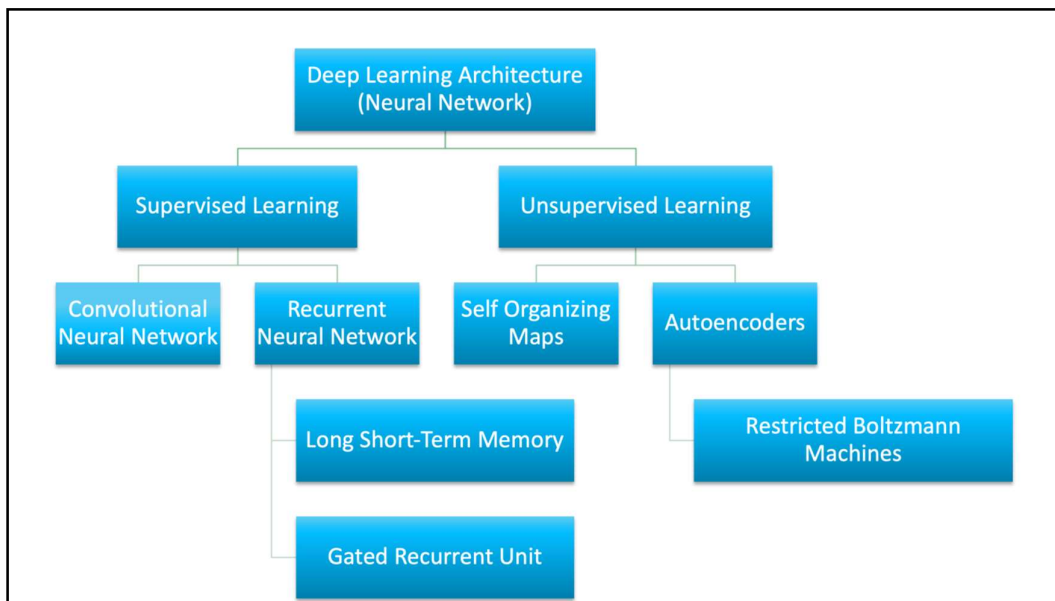 Deep Learning Architecture
(Neural Network)
Supervised Learning
Unsupervised Learning
Convolutional
Neural Network
Recurrent
Neural Network
Self Organizing
Maps
Autoencoders
Long Short-Term Memory
Restricted Boltzmann
Machines
Gated Recurrent Unit